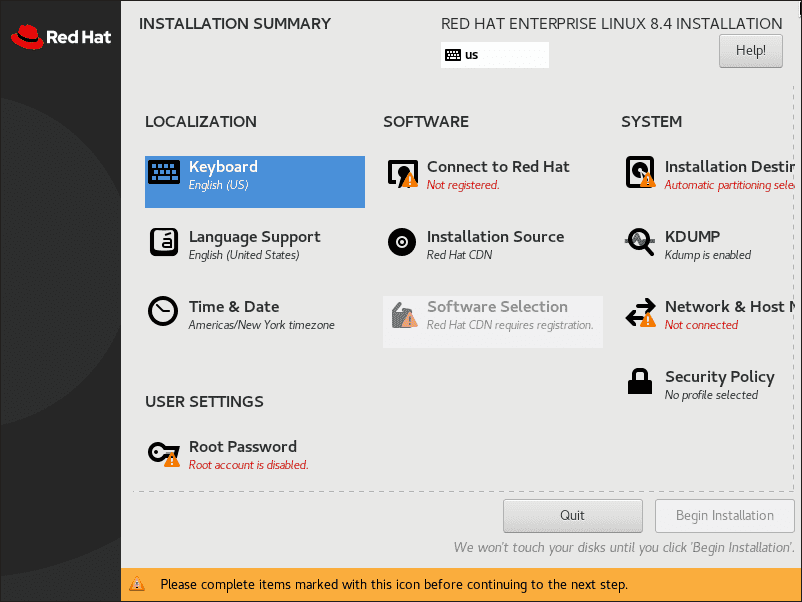 Red Hat
INSTALLATION SUMMARY
RED HAT ENTERPRISE LINUX 8.4 INSTALLATION
us
Help!
LOCALIZATION
Keyboard
English (US)
Language Support
English (United States)
Time & Date
Americas/New York timezone
SOFTWARE
Connect to Red Hat
Not registered.
Installation Source
Red Hat CDN
Software Selection
Red Hat CDN requires registration.
SYSTEM
Installation Destin
Automatic partitioning sele
KDUMP
Kdump is enabled
Network & Host N
Not connected
Security Policy
No profile selected
USER SETTINGS
Root Password
Root account is disabled.
Quit
Begin Installation
We won't touch your disks until you click 'Begin Installation'.
Please complete items marked with this icon before continuing to the next step.